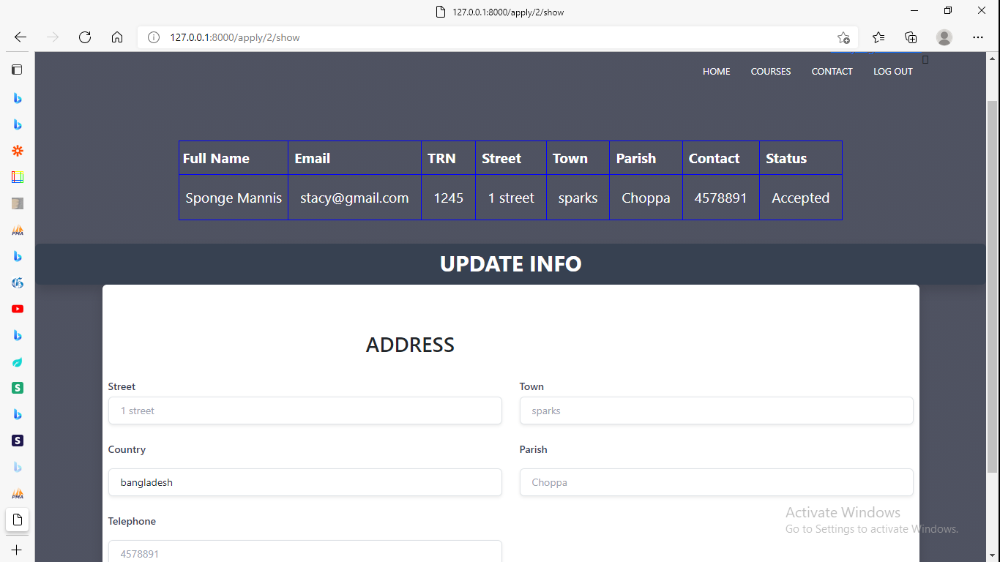 127.0.0.1:8000/apply/2/show
127.0.0.1:8000/apply/2/show
HOME COURSES CONTACT LOG OUT
Full Name Email TRN Street Town Parish Contact Status
Sponge Mannis stacy@gmail.com 1245 1 street sparks Choppa 4578891 Accepted
UPDATE INFO
ADDRESS
Street Town
1 street sparks
Country Parish
bangladesh Choppa
Telephone
4578891
Activate Windows
Go to Settings to activate Windows.
PMA
S
S
PMA